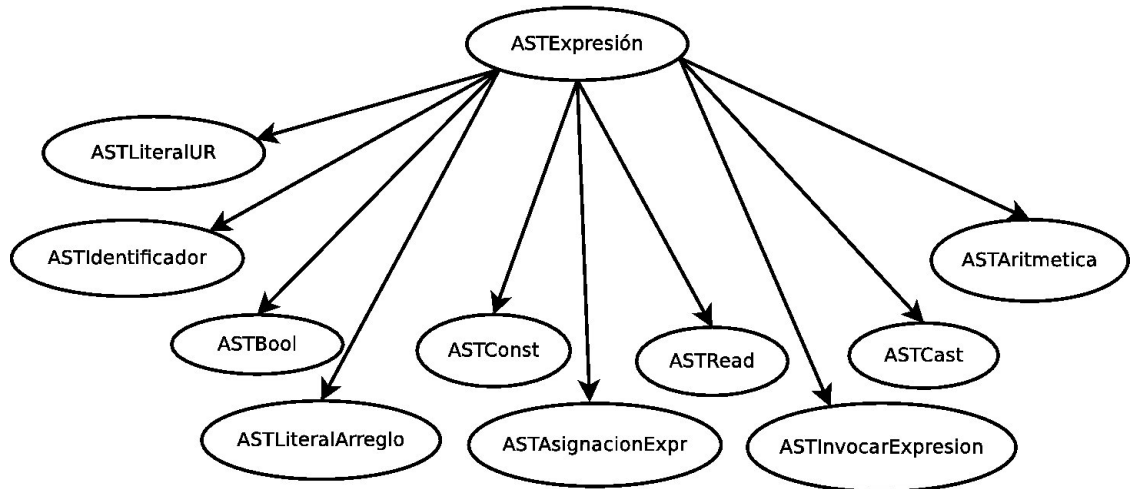 ASTExpresión
ASTLiteralUR
ASTIdentificador
ASTAritmetica
ASTBool
ASTConst
ASTRead
ASTCast
ASTLiteralArreglo
ASTAsignacionExpr
ASTInvocarExpresion